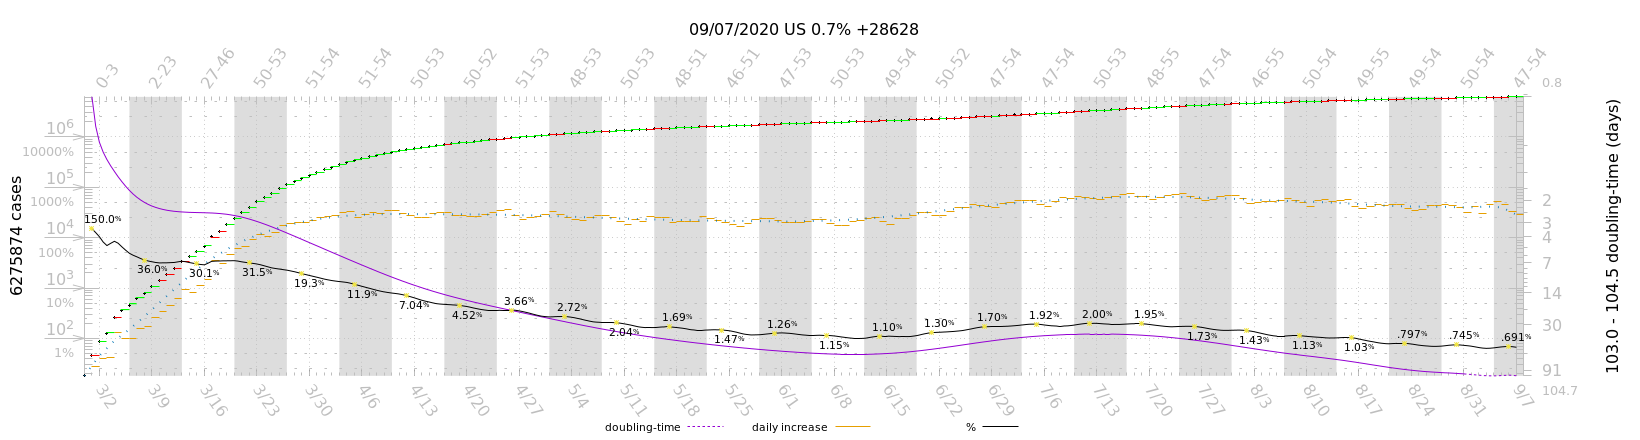 09/07/2020 US 0.7% +28628
0-3 2-23 27-46 50-53 51-54 51-54 50-53 50-52 51-53 48-53 50-53 48-51 46-51 47-53 50-53 49-54 50-52 47-54 47-54 50-53 48-55 47-54 46-55 50-54 49-55 49-54 50-54 47-54
0.8
10^6
10000%
10^5
1000%
10^4
100%
10^3
10%
10^2
1%
6275874 cases
150.0% 36.0% 30.1% 31.5% 19.3% 11.9% 7.04% 4.52% 3.66% 2.72% 2.04% 1.69% 1.47% 1.26% 1.15% 1.10% 1.30% 1.70% 1.92% 2.00% 1.95% 1.73% 1.43% 1.13% 1.03% .797% .745% .691%
2
3
4
7
14
30
91
104.7
103.0 - 104.5 doubling-time (days)
3/2 3/9 3/16 3/23 3/30 4/6 4/13 4/20 4/27 5/4 5/11 5/18 5/25 6/1 6/8 6/15 6/22 6/29 7/6 7/13 7/20 7/27 8/3 8/10 8/17 8/24 8/31 9/7
doubling-time daily increase %